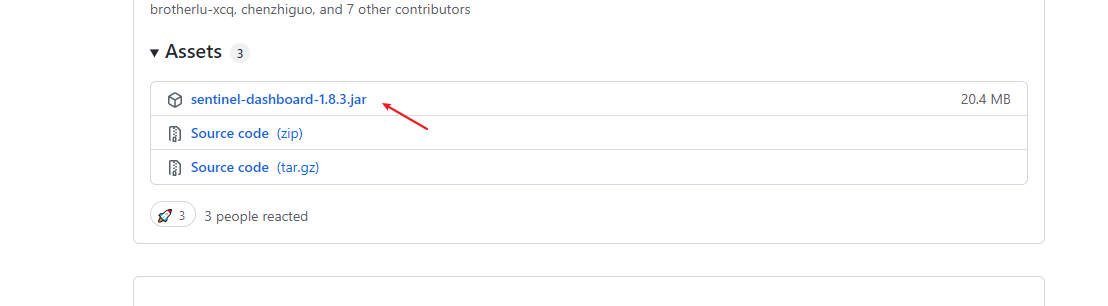 brotherlu-xcq, chenzhiguo, and 7 other contributors
Assets 3
sentinel-dashboard-1.8.3.jar 20.4 MB
Source code (zip)
Source code (tar.gz)
3 3 people reacted